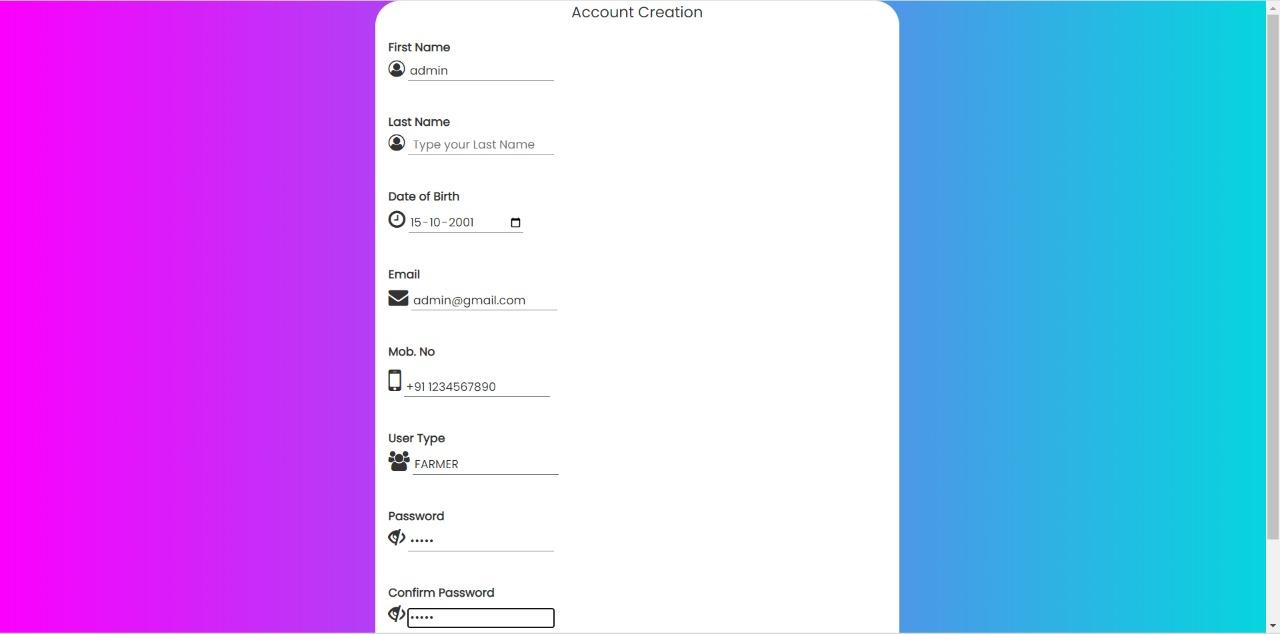 Account Creation
First Name
admin
Last Name
Type your Last Name
Date of Birth
15-10-2001
Email
admin@gmail.com
Mob. No
+91 1234567890
User Type
FARMER
Password
•••••
Confirm Password
•••••